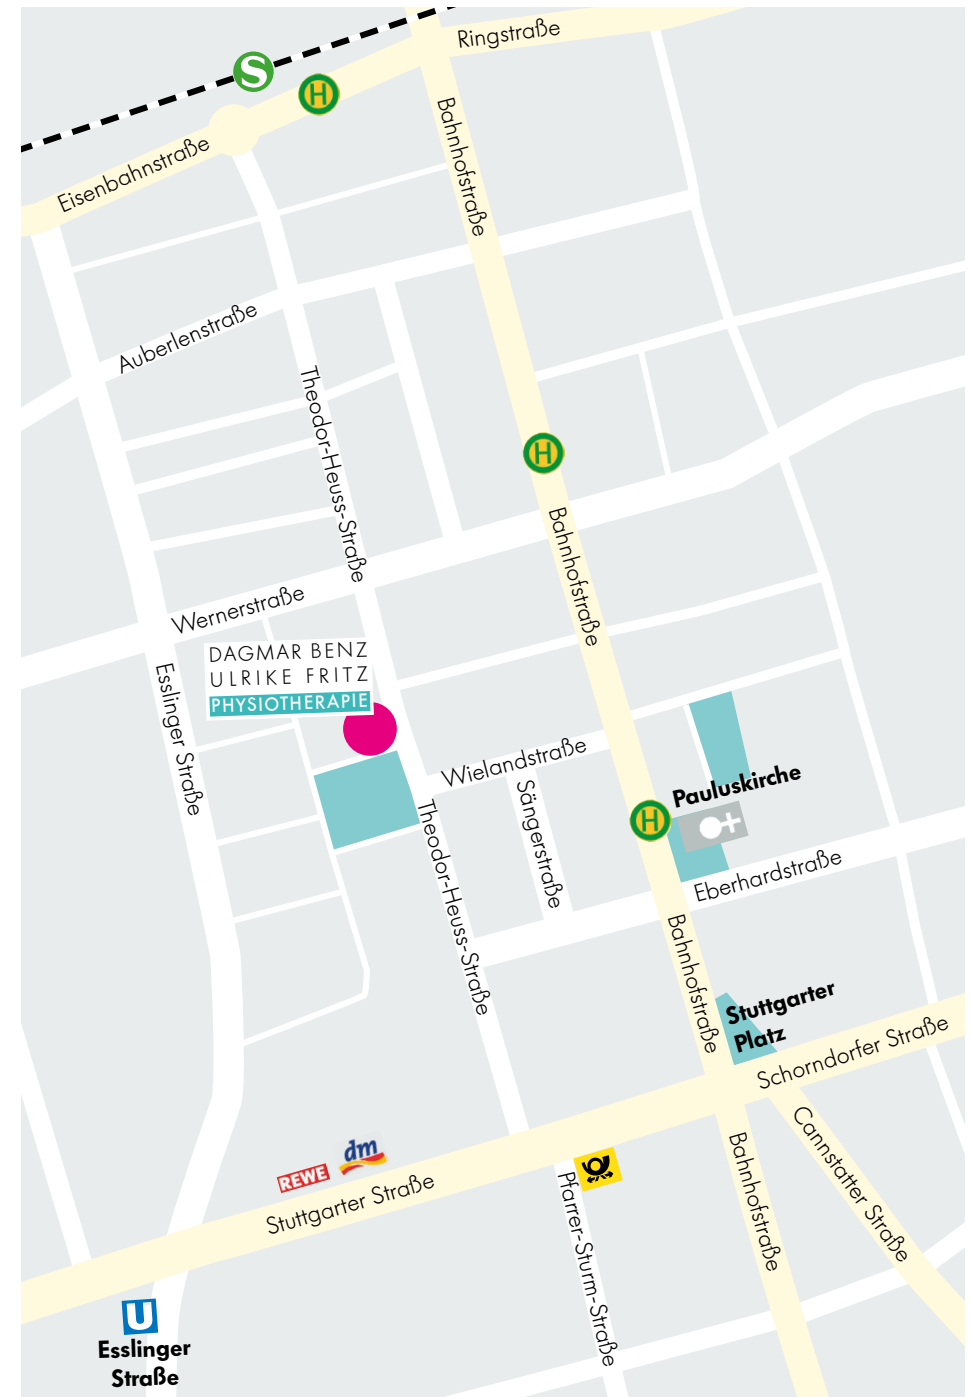 Ringstraße
S
H
Eisenbahnstraße
Bahnhofstraße
Auberlenstraße
Theodor-Heuss-Straße
H
Bahnhofstraße
Wernerstraße
DAGMAR BENZ
ULRIKE FRITZ
PHYSIOTHERAPIE
Esslinger Straße
Wielandstraße
Sängerstraße
Pauluskirche
H
Theodor-Heuss-Straße
Eberhardstraße
Bahnhofstraße
Stuttgarter
Platz
Schorndorfer Straße
Cannstatter Straße
Bahnhofstraße
dm
REWE
Stuttgarter Straße
Pfarrer-Sturm-Straße
U
Esslinger
Straße